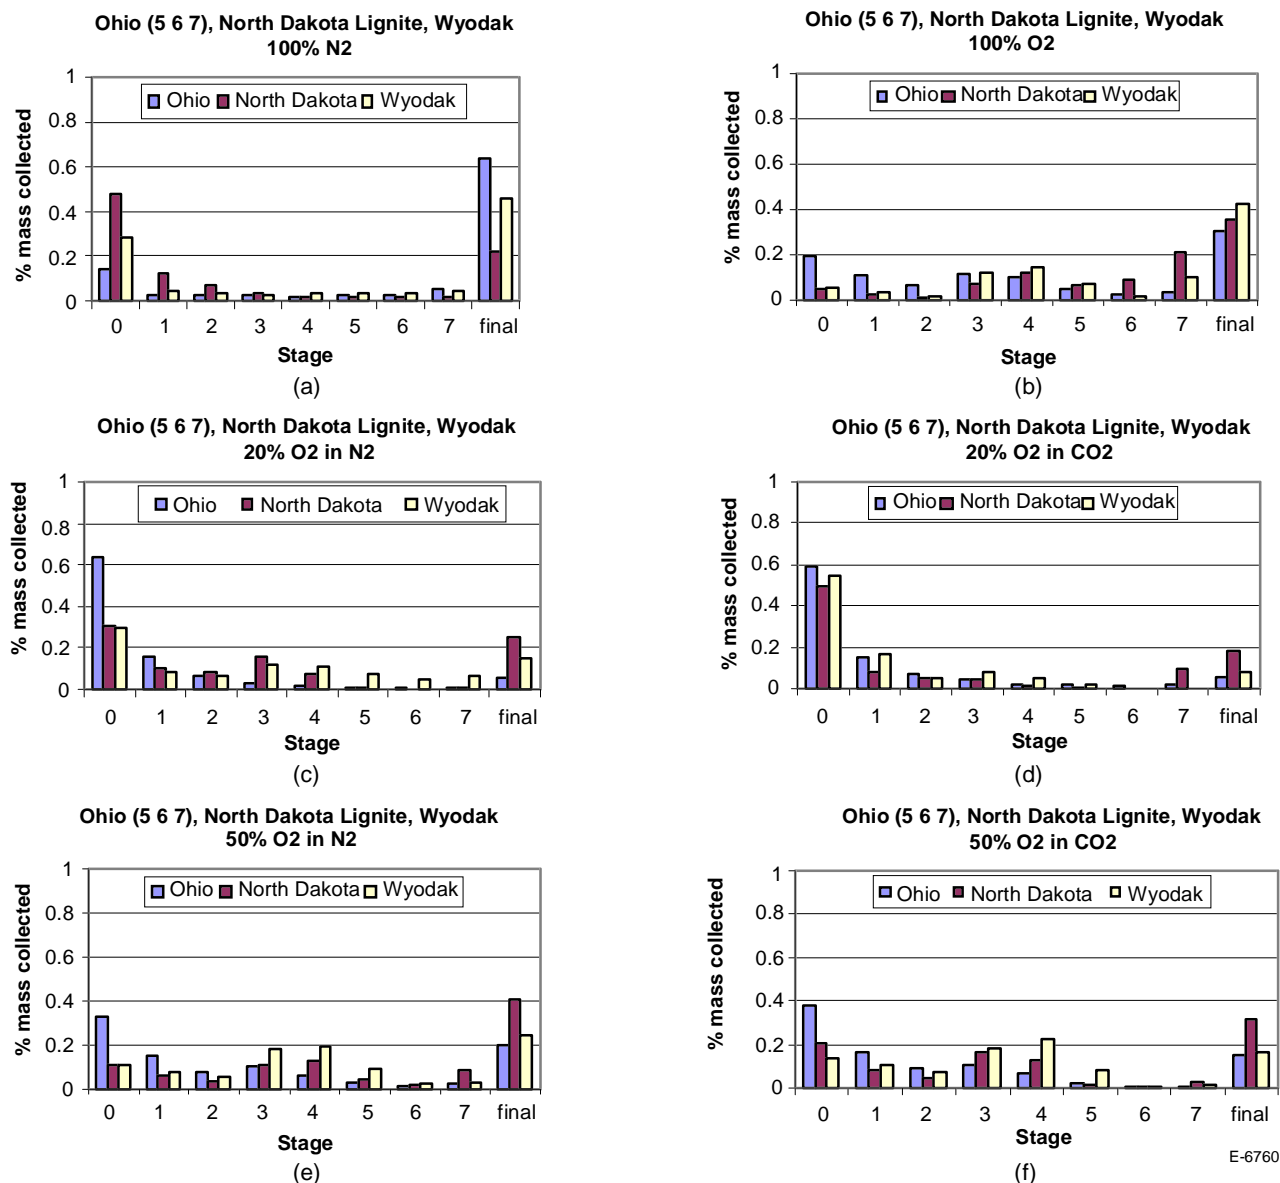 Ohio (5 6 7), North Dakota Lignite, Wyodak
100% N2
% mass collected
1
0.8
0.6
0.4
0.2
0
Ohio North Dakota Wyodak
0 1 2 3 4 5 6 7 final
Stage
(a)
Ohio (5 6 7), North Dakota Lignite, Wyodak
100% O2
% mass collected
1
0.8
0.6
0.4
0.2
0
Ohio North Dakota Wyodak
0 1 2 3 4 5 6 7 final
Stage
(b)
Ohio (5 6 7), North Dakota Lignite, Wyodak
20% O2 in N2
% mass collected
1
0.8
0.6
0.4
0.2
0
Ohio North Dakota Wyodak
0 1 2 3 4 5 6 7 final
Stage
(c)
Ohio (5 6 7), North Dakota Lignite, Wyodak
20% O2 in CO2
% mass collected
1
0.8
0.6
0.4
0.2
0
Ohio North Dakota Wyodak
0 1 2 3 4 5 6 7 final
Stage
(d)
Ohio (5 6 7), North Dakota Lignite, Wyodak
50% O2 in N2
% mass collected
1
0.8
0.6
0.4
0.2
0
Ohio North Dakota Wyodak
0 1 2 3 4 5 6 7 final
Stage
(e)
Ohio (5 6 7), North Dakota Lignite, Wyodak
50% O2 in CO2
% mass collected
1
0.8
0.6
0.4
0.2
0
Ohio North Dakota Wyodak
0 1 2 3 4 5 6 7 final
Stage
(f)
E-6760